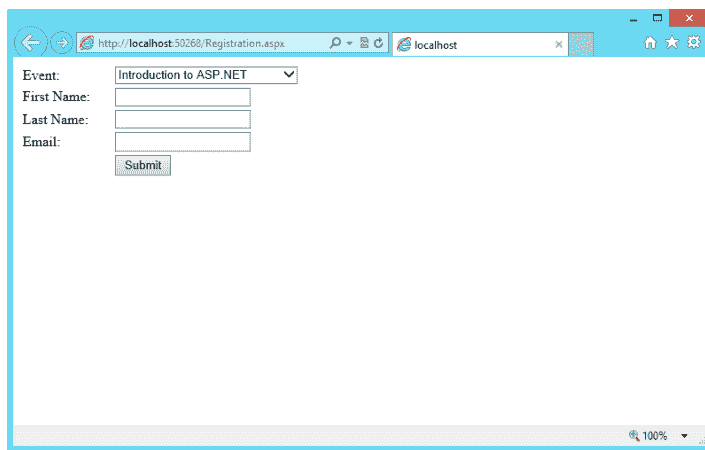 http://localhost:50268/Registration.aspx
localhost
Event: Introduction to ASP.NET
First Name:
Last Name:
Email:
Submit
100%